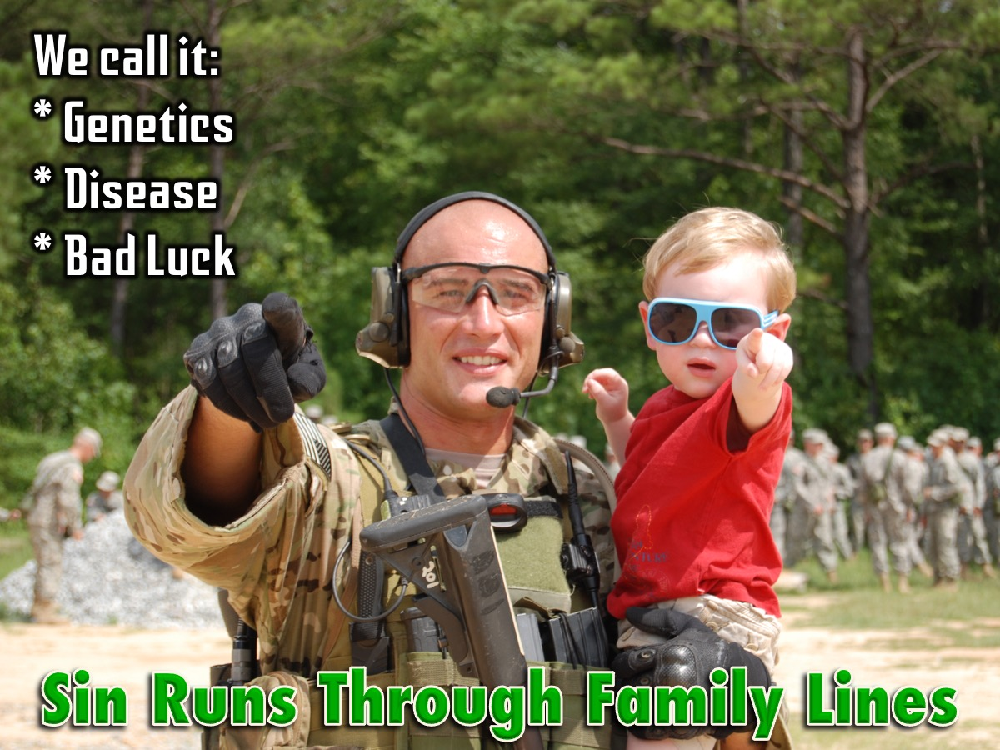 We call it:
* Genetics
* Disease
* Bad Luck
Sin Runs Through Family Lines